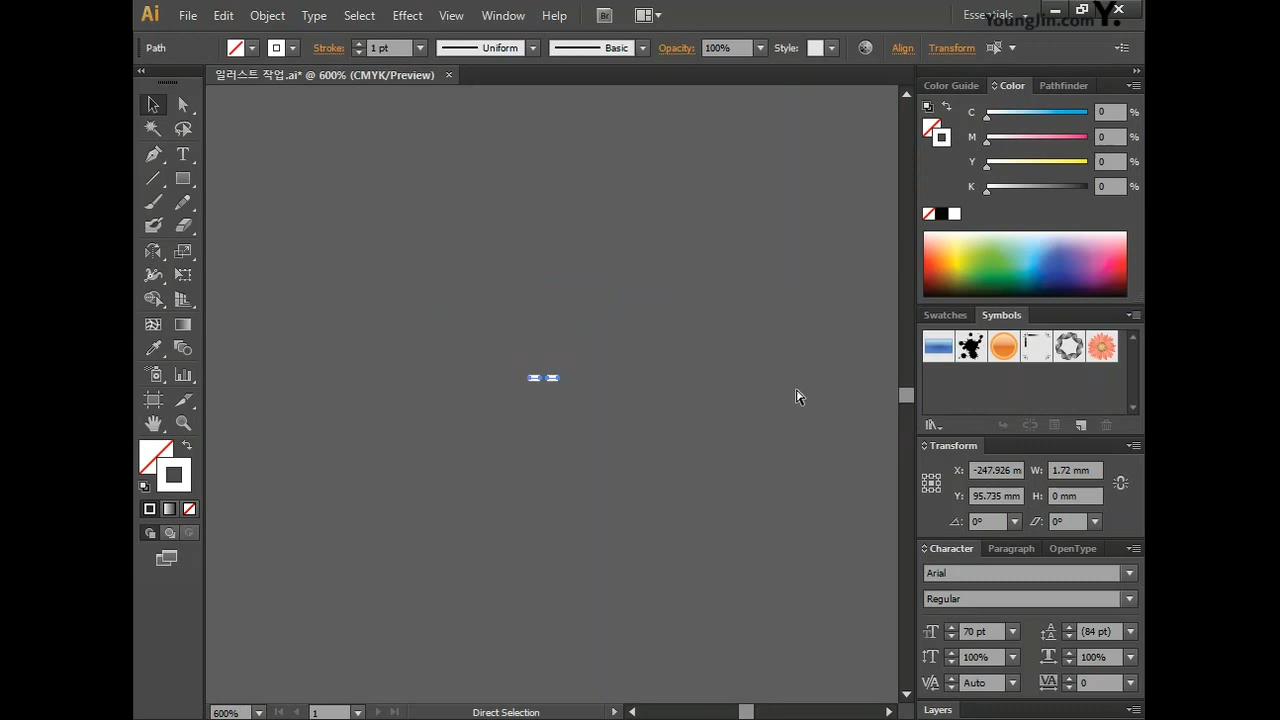 Ai File Edit Object Type Select Effect View Window Help Br Essentials
YoungJin.com Y.
Path Stroke: 1 pt Uniform Basic Opacity: 100% Style: Align Transform
일러스트 작업.ai* @ 600% (CMYK/Preview) ×
Color Guide Color Pathfinder
C 0 %
M 0 %
Y 0 %
K 0 %
Swatches Symbols
Transform
X: -247.926 m W: 1.72 mm
Y: 95.735 mm H: 0 mm
0° 0°
Character Paragraph OpenType
Arial
Regular
70 pt (84 pt)
100% 100%
Auto 0
Layers
600% 1 Direct Selection